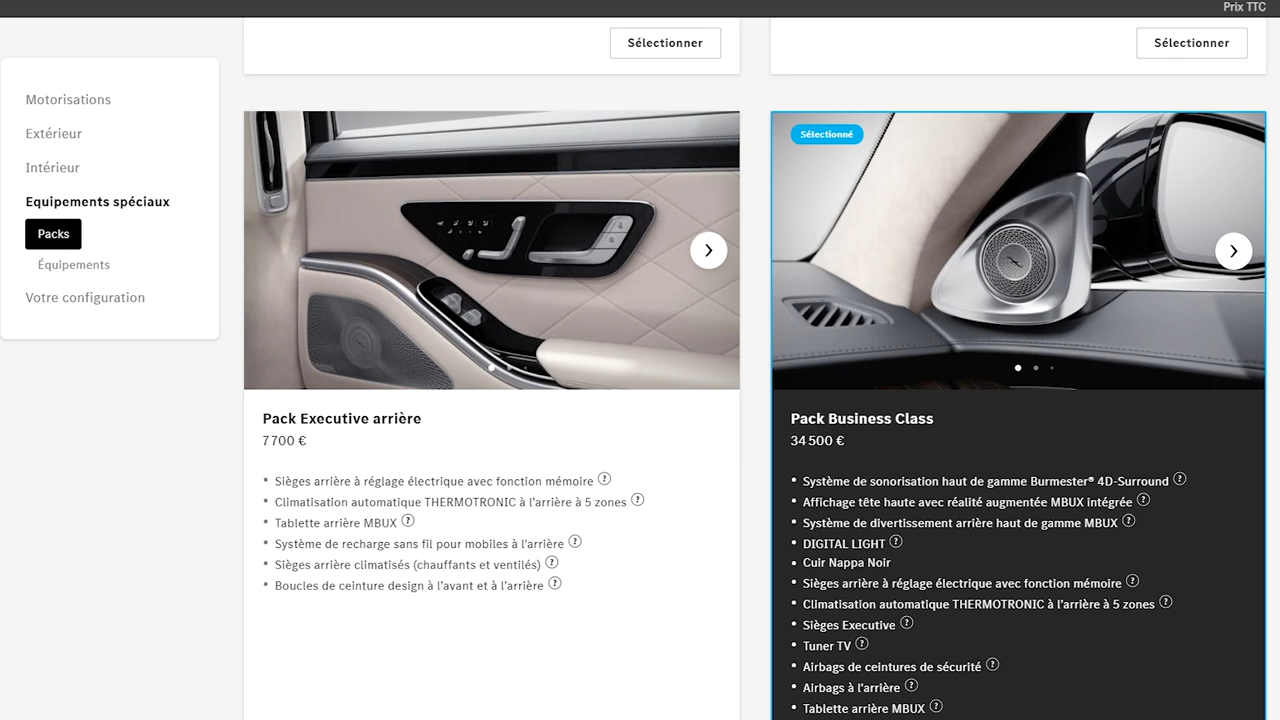 Prix TTC
Sélectionner
Sélectionner
Motorisations
Extérieur
Intérieur
Equipements spéciaux
Packs
Équipements
Votre configuration
Pack Executive arrière
7 700 €
• Sièges arrière à réglage électrique avec fonction mémoire ?
• Climatisation automatique THERMOTRONIC à l'arrière à 5 zones ?
• Tablette arrière MBUX ?
• Système de recharge sans fil pour mobiles à l'arrière ?
• Sièges arrière climatisés (chauffants et ventilés) ?
• Boucles de ceinture design à l'avant et à l'arrière ?
Sélectionné
Pack Business Class
34 500 €
• Système de sonorisation haut de gamme Burmester® 4D-Surround ?
• Affichage tête haute avec réalité augmentée MBUX intégrée ?
• Système de divertissement arrière haut de gamme MBUX ?
• DIGITAL LIGHT ?
• Cuir Nappa Noir
• Sièges arrière à réglage électrique avec fonction mémoire ?
• Climatisation automatique THERMOTRONIC à l'arrière à 5 zones ?
• Sièges Executive ?
• Tuner TV ?
• Airbags de ceintures de sécurité ?
• Airbags à l'arrière ?
• Tablette arrière MBUX ?